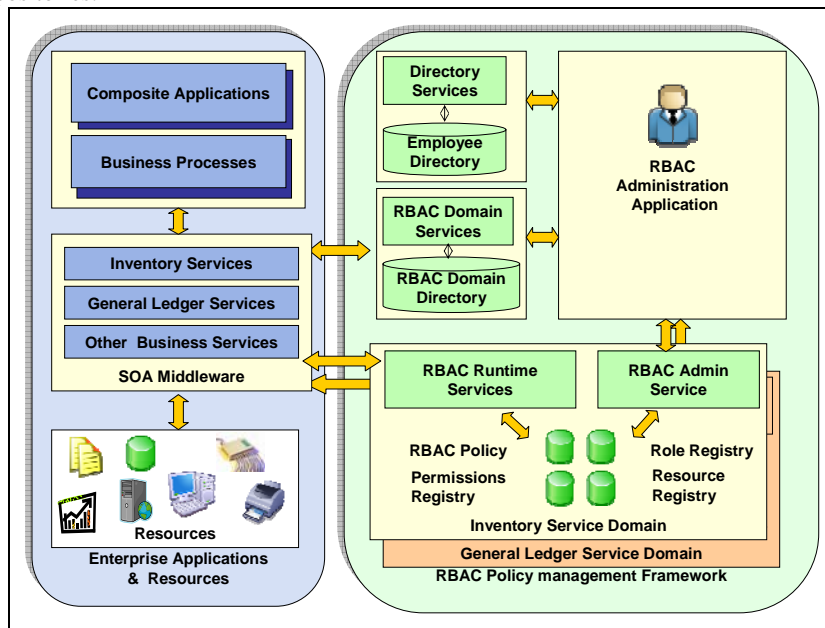 Composite Applications
Business Processes
Inventory Services
General Ledger Services
Other Business Services
SOA Middleware
Resources
Enterprise Applications
& Resources
Directory
Services
Employee
Directory
RBAC Domain
Services
RBAC Domain
Directory
RBAC
Administration
Application
RBAC Runtime
Services
RBAC Admin
Service
RBAC Policy
Permissions
Registry
Role Registry
Resource
Registry
Inventory Service Domain
General Ledger Service Domain
RBAC Policy management Framework